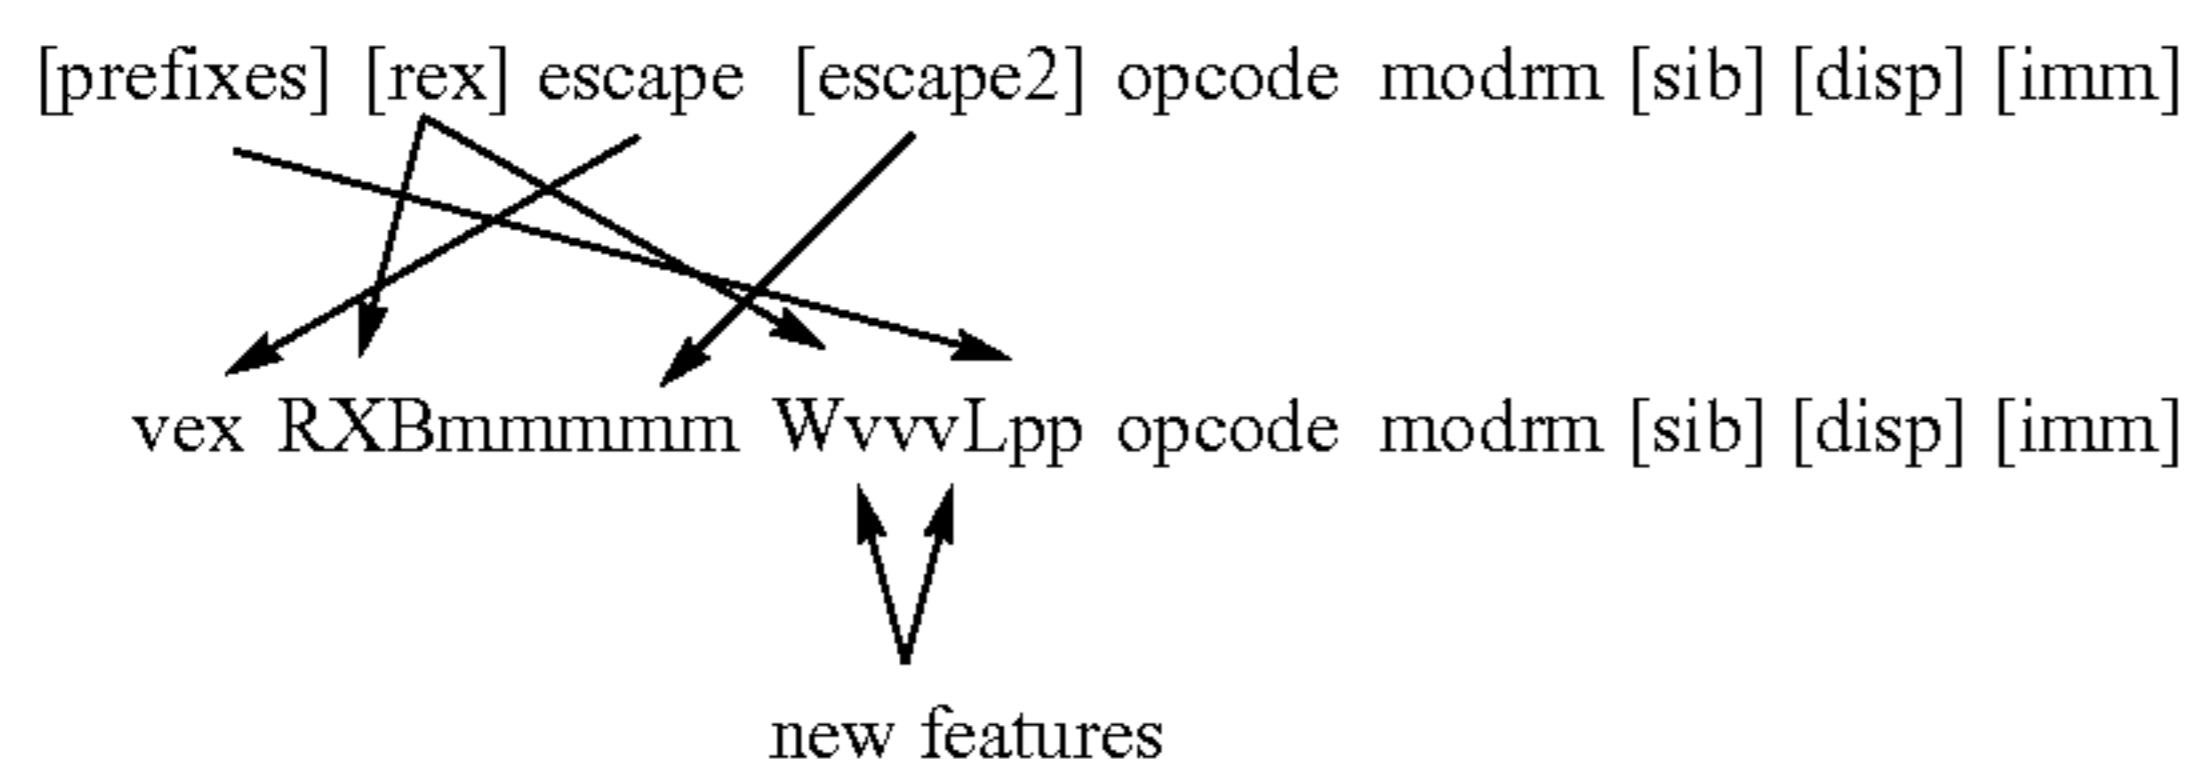 [prefixes] [rex] escape [escape2] opcode modrm [sib] [disp] [imm]
vex RXBmmmmm WvvvLpp opcode modrm [sib] [disp] [imm]
new features